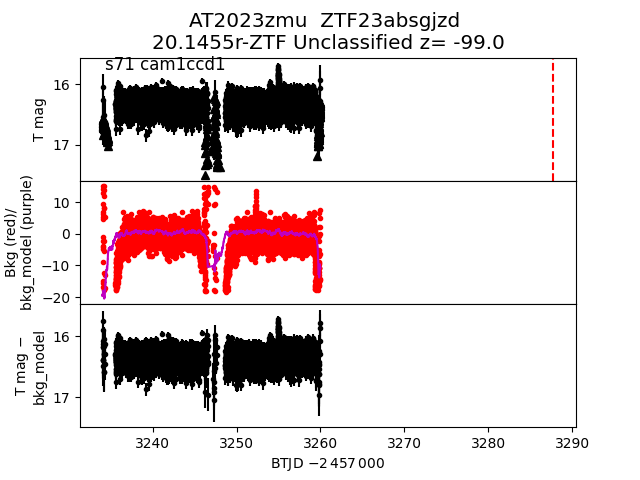 AT2023zmu  ZTF23absgjzd
20.1455r-ZTF Unclassified z= -99.0
s71 cam1ccd1
16
17
T mag
10
0
−10
−20
Bkg (red)/
bkg_model (purple)
16
17
T mag −
bkg_model
3240 3250 3260 3270 3280 3290
BTJD −2 457 000